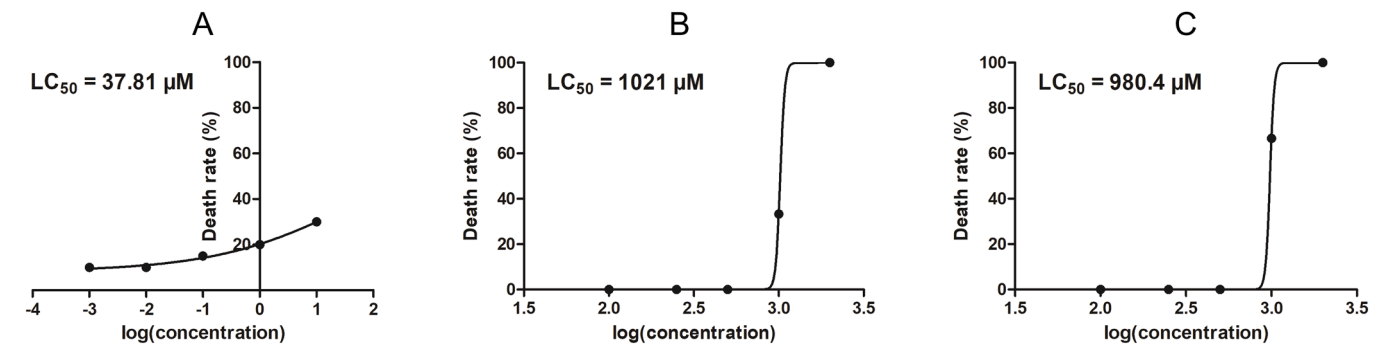 A
LC50 = 37.81 µM
Death rate (%)
100
80
60
40
20
-4 -3 -2 -1 0 1 2
log(concentration)
B
LC50 = 1021 µM
Death rate (%)
100
80
60
40
20
0
1.5 2.0 2.5 3.0 3.5
log(concentration)
C
LC50 = 980.4 µM
Death rate (%)
100
80
60
40
20
0
1.5 2.0 2.5 3.0 3.5
log(concentration)